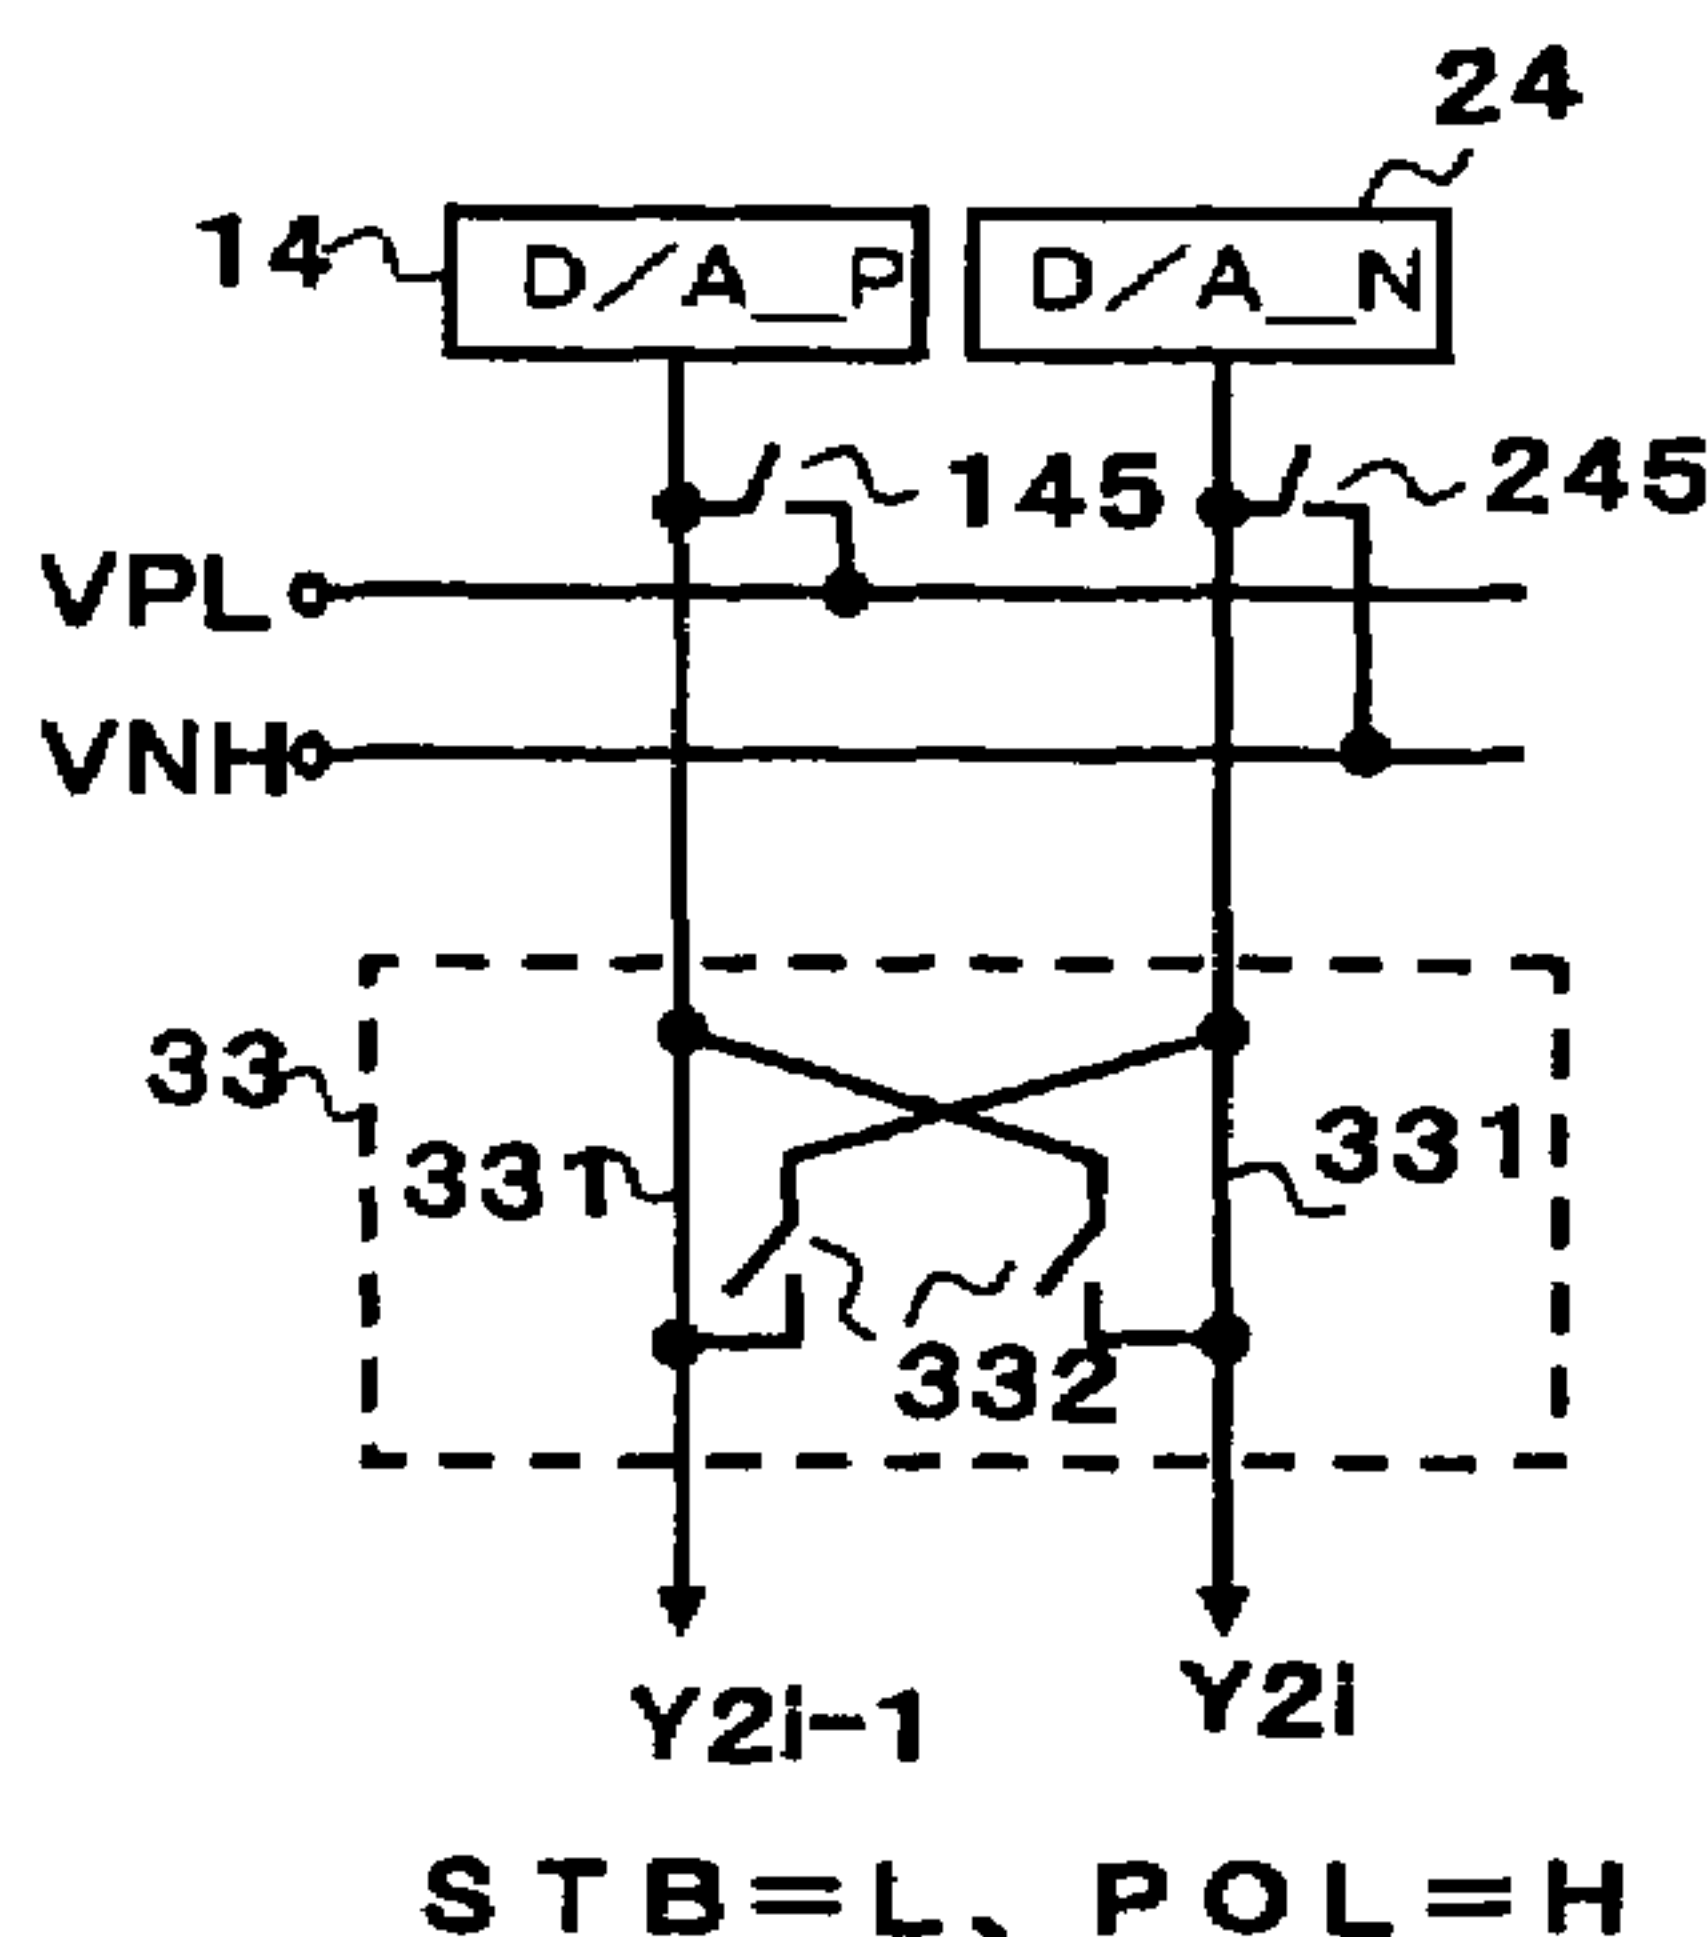 24
14
D/A_P
D/A_N
145
245
VPL
VNH
33
331
331
332
Y2i-1
Y2i
STB=L、POL=H